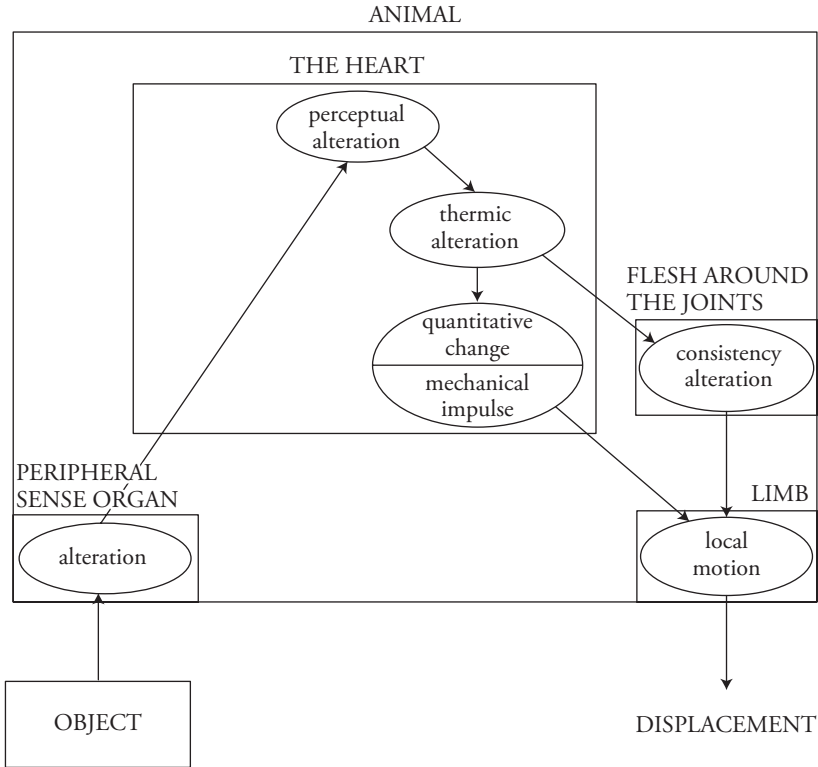 ANIMAL
THE HEART
perceptual
alteration
thermic
alteration
quantitative
change
mechanical
impulse
FLESH AROUND
THE JOINTS
consistency
alteration
PERIPHERAL
SENSE ORGAN
alteration
LIMB
local
motion
OBJECT
DISPLACEMENT